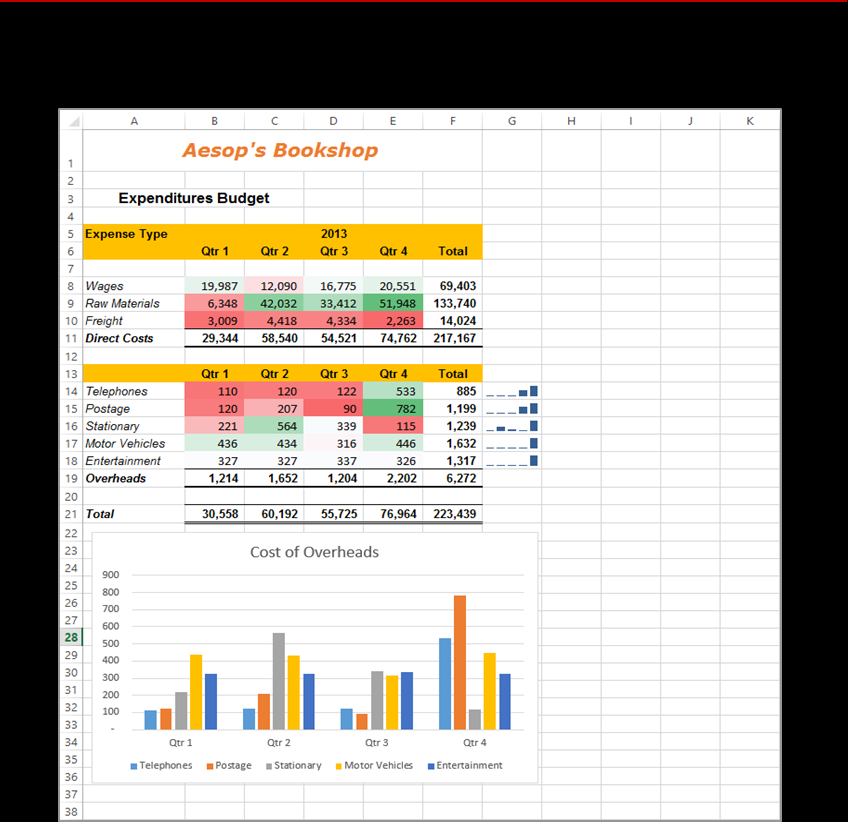 A B C D E F G H I J K
1 Aesop's Bookshop
2
3 Expenditures Budget
4
5 Expense Type 2013
6 Qtr 1 Qtr 2 Qtr 3 Qtr 4 Total
7
8 Wages 19,987 12,090 16,775 20,551 69,403
9 Raw Materials 6,348 42,032 33,412 51,948 133,740
10 Freight 3,009 4,418 4,334 2,263 14,024
11 Direct Costs 29,344 58,540 54,521 74,762 217,167
12
13 Qtr 1 Qtr 2 Qtr 3 Qtr 4 Total
14 Telephones 110 120 122 533 885
15 Postage 120 207 90 782 1,199
16 Stationary 221 564 339 115 1,239
17 Motor Vehicles 436 434 316 446 1,632
18 Entertainment 327 327 337 326 1,317
19 Overheads 1,214 1,652 1,204 2,202 6,272
20
21 Total 30,558 60,192 55,725 76,964 223,439
22
23 Cost of Overheads
24 900
25 800
26 700
27 600
28 500
29 400
30 300
31 200
32 100
33 -
34 Qtr 1 Qtr 2 Qtr 3 Qtr 4
35 Telephones Postage Stationary Motor Vehicles Entertainment
36
37
38